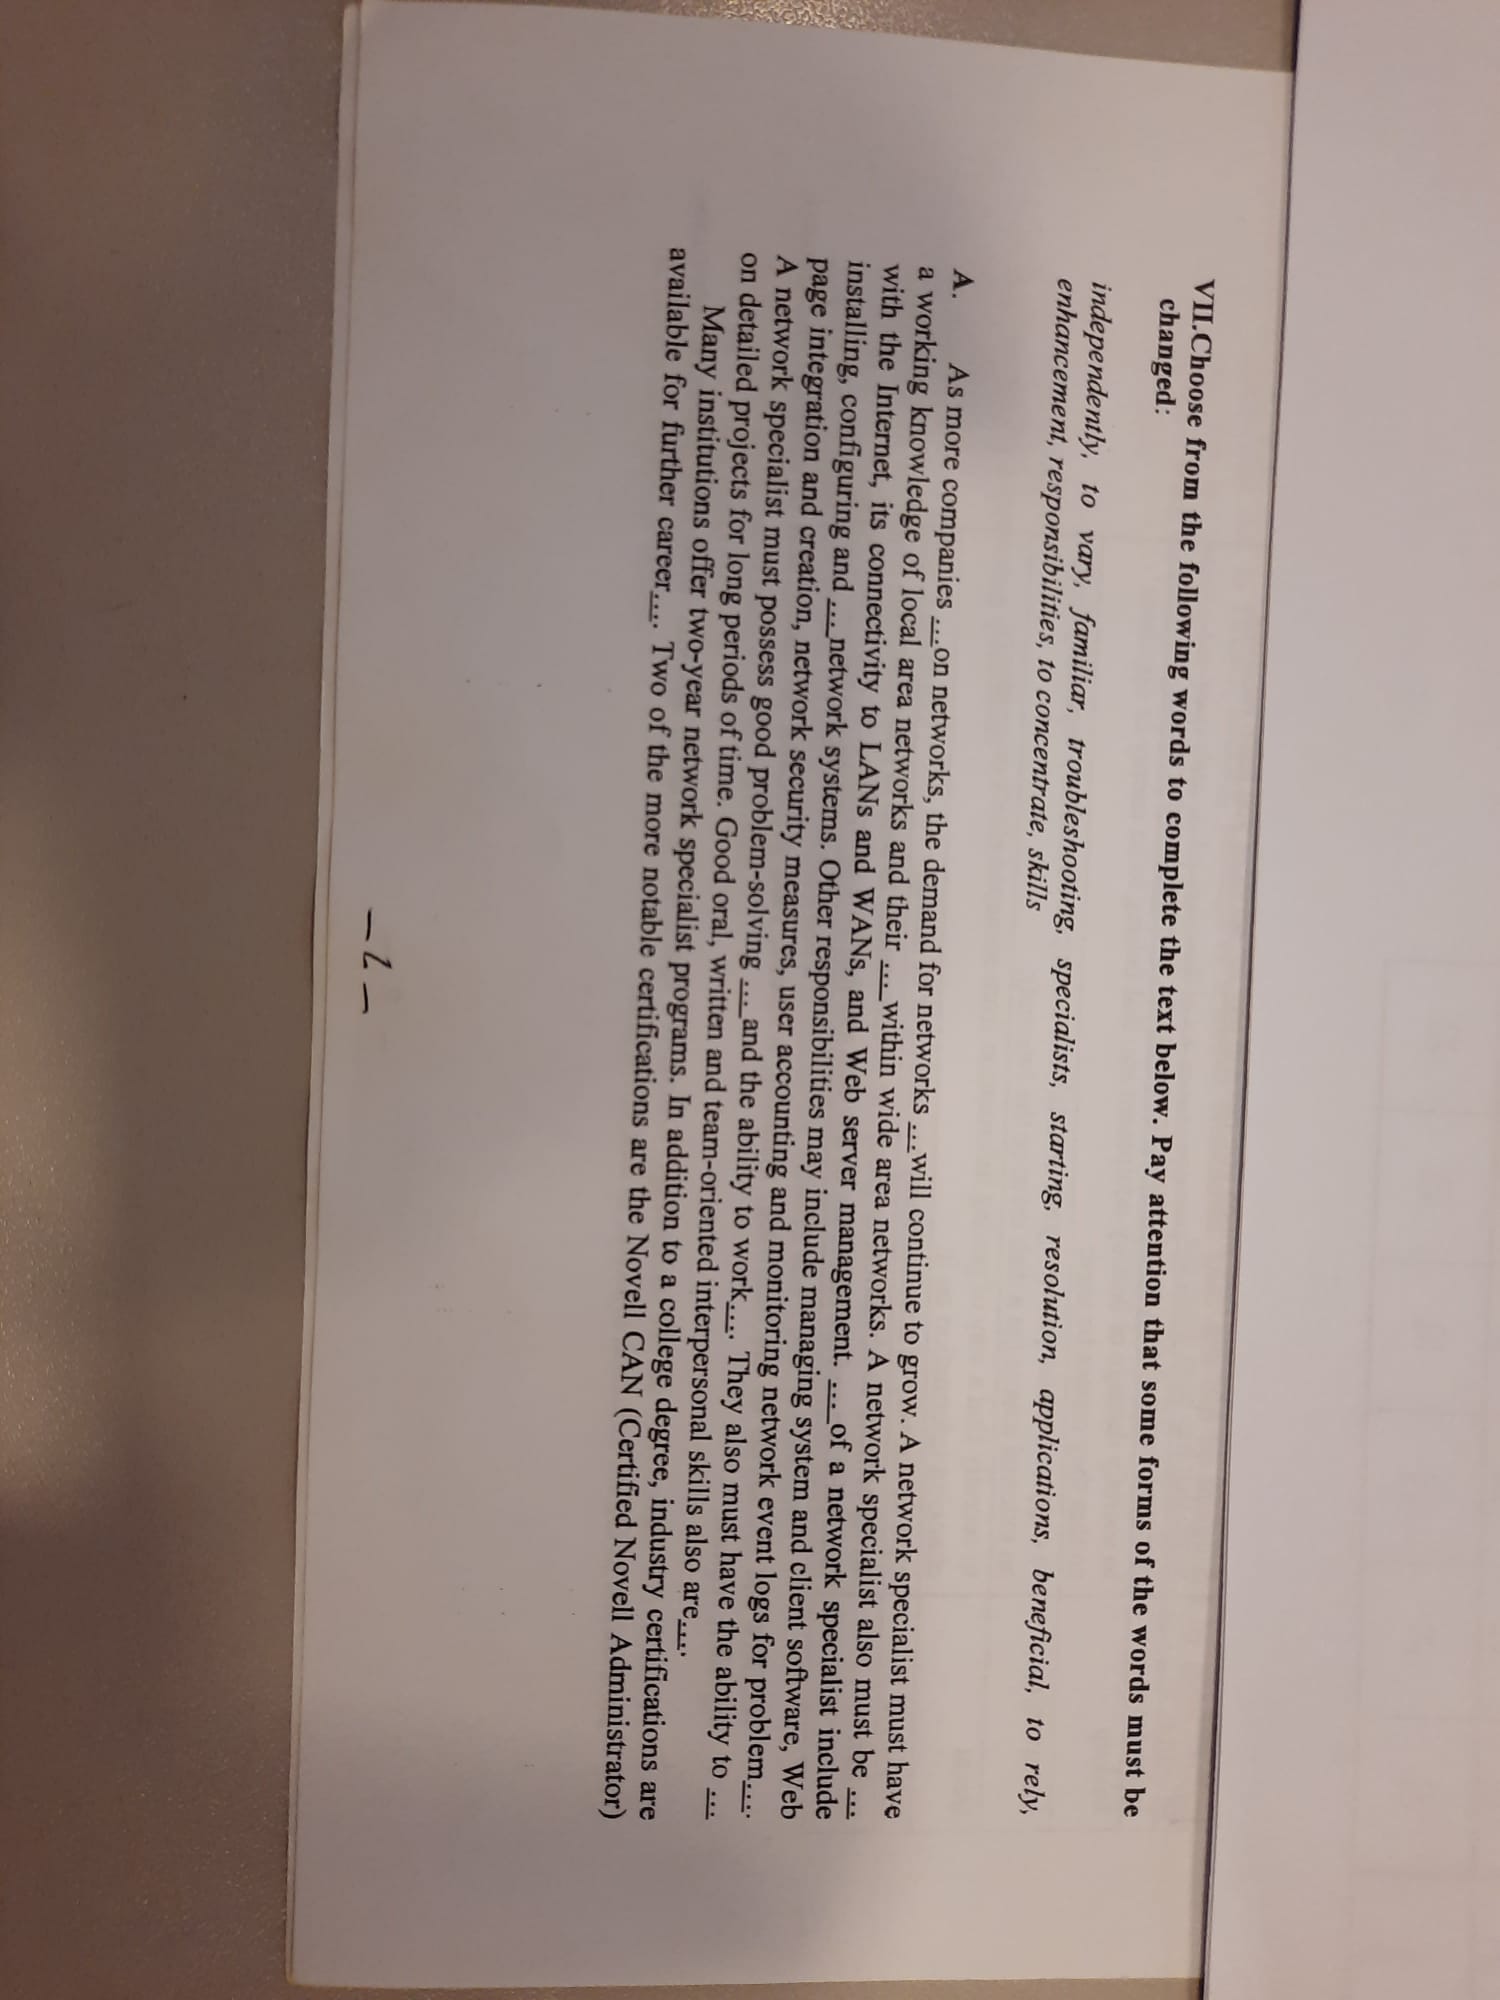 VII.Choose from the following words to complete the text below. Pay attention that some forms of the words must be
changed:
independently, to vary, familiar, troubleshooting, specialists, starting, resolution, applications, beneficial, to rely,
enhancement, responsibilities, to concentrate, skills
A. As more companies ...on networks, the demand for networks ...will continue to grow. A network specialist must have
a working knowledge of local area networks and their ... within wide area networks. A network specialist also must be ...
with the Internet, its connectivity to LANs and WANs, and Web server management. ... of a network specialist include
installing, configuring and ... network systems. Other responsibilities may include managing system and client software, Web
page integration and creation, network security measures, user accounting and monitoring network event logs for problem....
A network specialist must possess good problem-solving ... and the ability to work.... They also must have the ability to ...
on detailed projects for long periods of time. Good oral, written and team-oriented interpersonal skills also are....
Many institutions offer two-year network specialist programs. In addition to a college degree, industry certifications are
available for further career.... Two of the more notable certifications are the Novell CAN (Certified Novell Administrator)